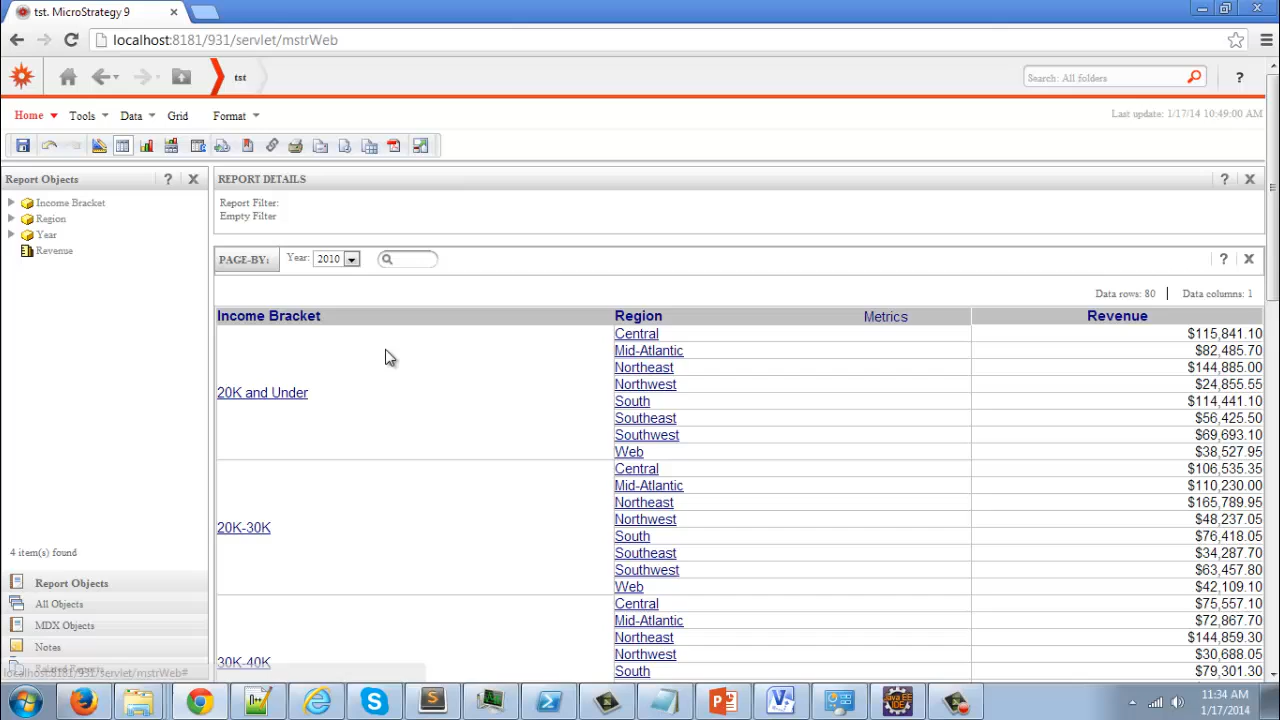 tst. MicroStrategy 9
localhost:8181/931/servlet/mstrWeb
tst
Search: All folders
?
Home Tools Data Grid Format
Last update: 1/17/14 10:49:00 AM
Report Objects ?
Income Bracket
Region
Year
Revenue
4 item(s) found
Report Objects
All Objects
MDX Objects
Notes
Related Reports
localhost:8181/931/servlet/mstrWeb#
REPORT DETAILS ?
Report Filter:
Empty Filter
PAGE-BY: Year: 2010 ?
Data rows: 80 | Data columns: 1
Income Bracket Region Metrics Revenue
20K and Under
Central $115,841.10
Mid-Atlantic $82,485.70
Northeast $144,885.00
Northwest $24,855.55
South $114,441.10
Southeast $56,425.50
Southwest $69,693.10
Web $38,527.95
20K-30K
Central $106,535.35
Mid-Atlantic $110,230.00
Northeast $165,789.95
Northwest $48,237.05
South $76,418.05
Southeast $34,287.70
Southwest $63,457.80
Web $42,109.10
30K-40K
Central $75,557.10
Mid-Atlantic $72,867.70
Northeast $144,859.30
Northwest $30,688.05
South $79,301.30
11:34 AM
1/17/2014